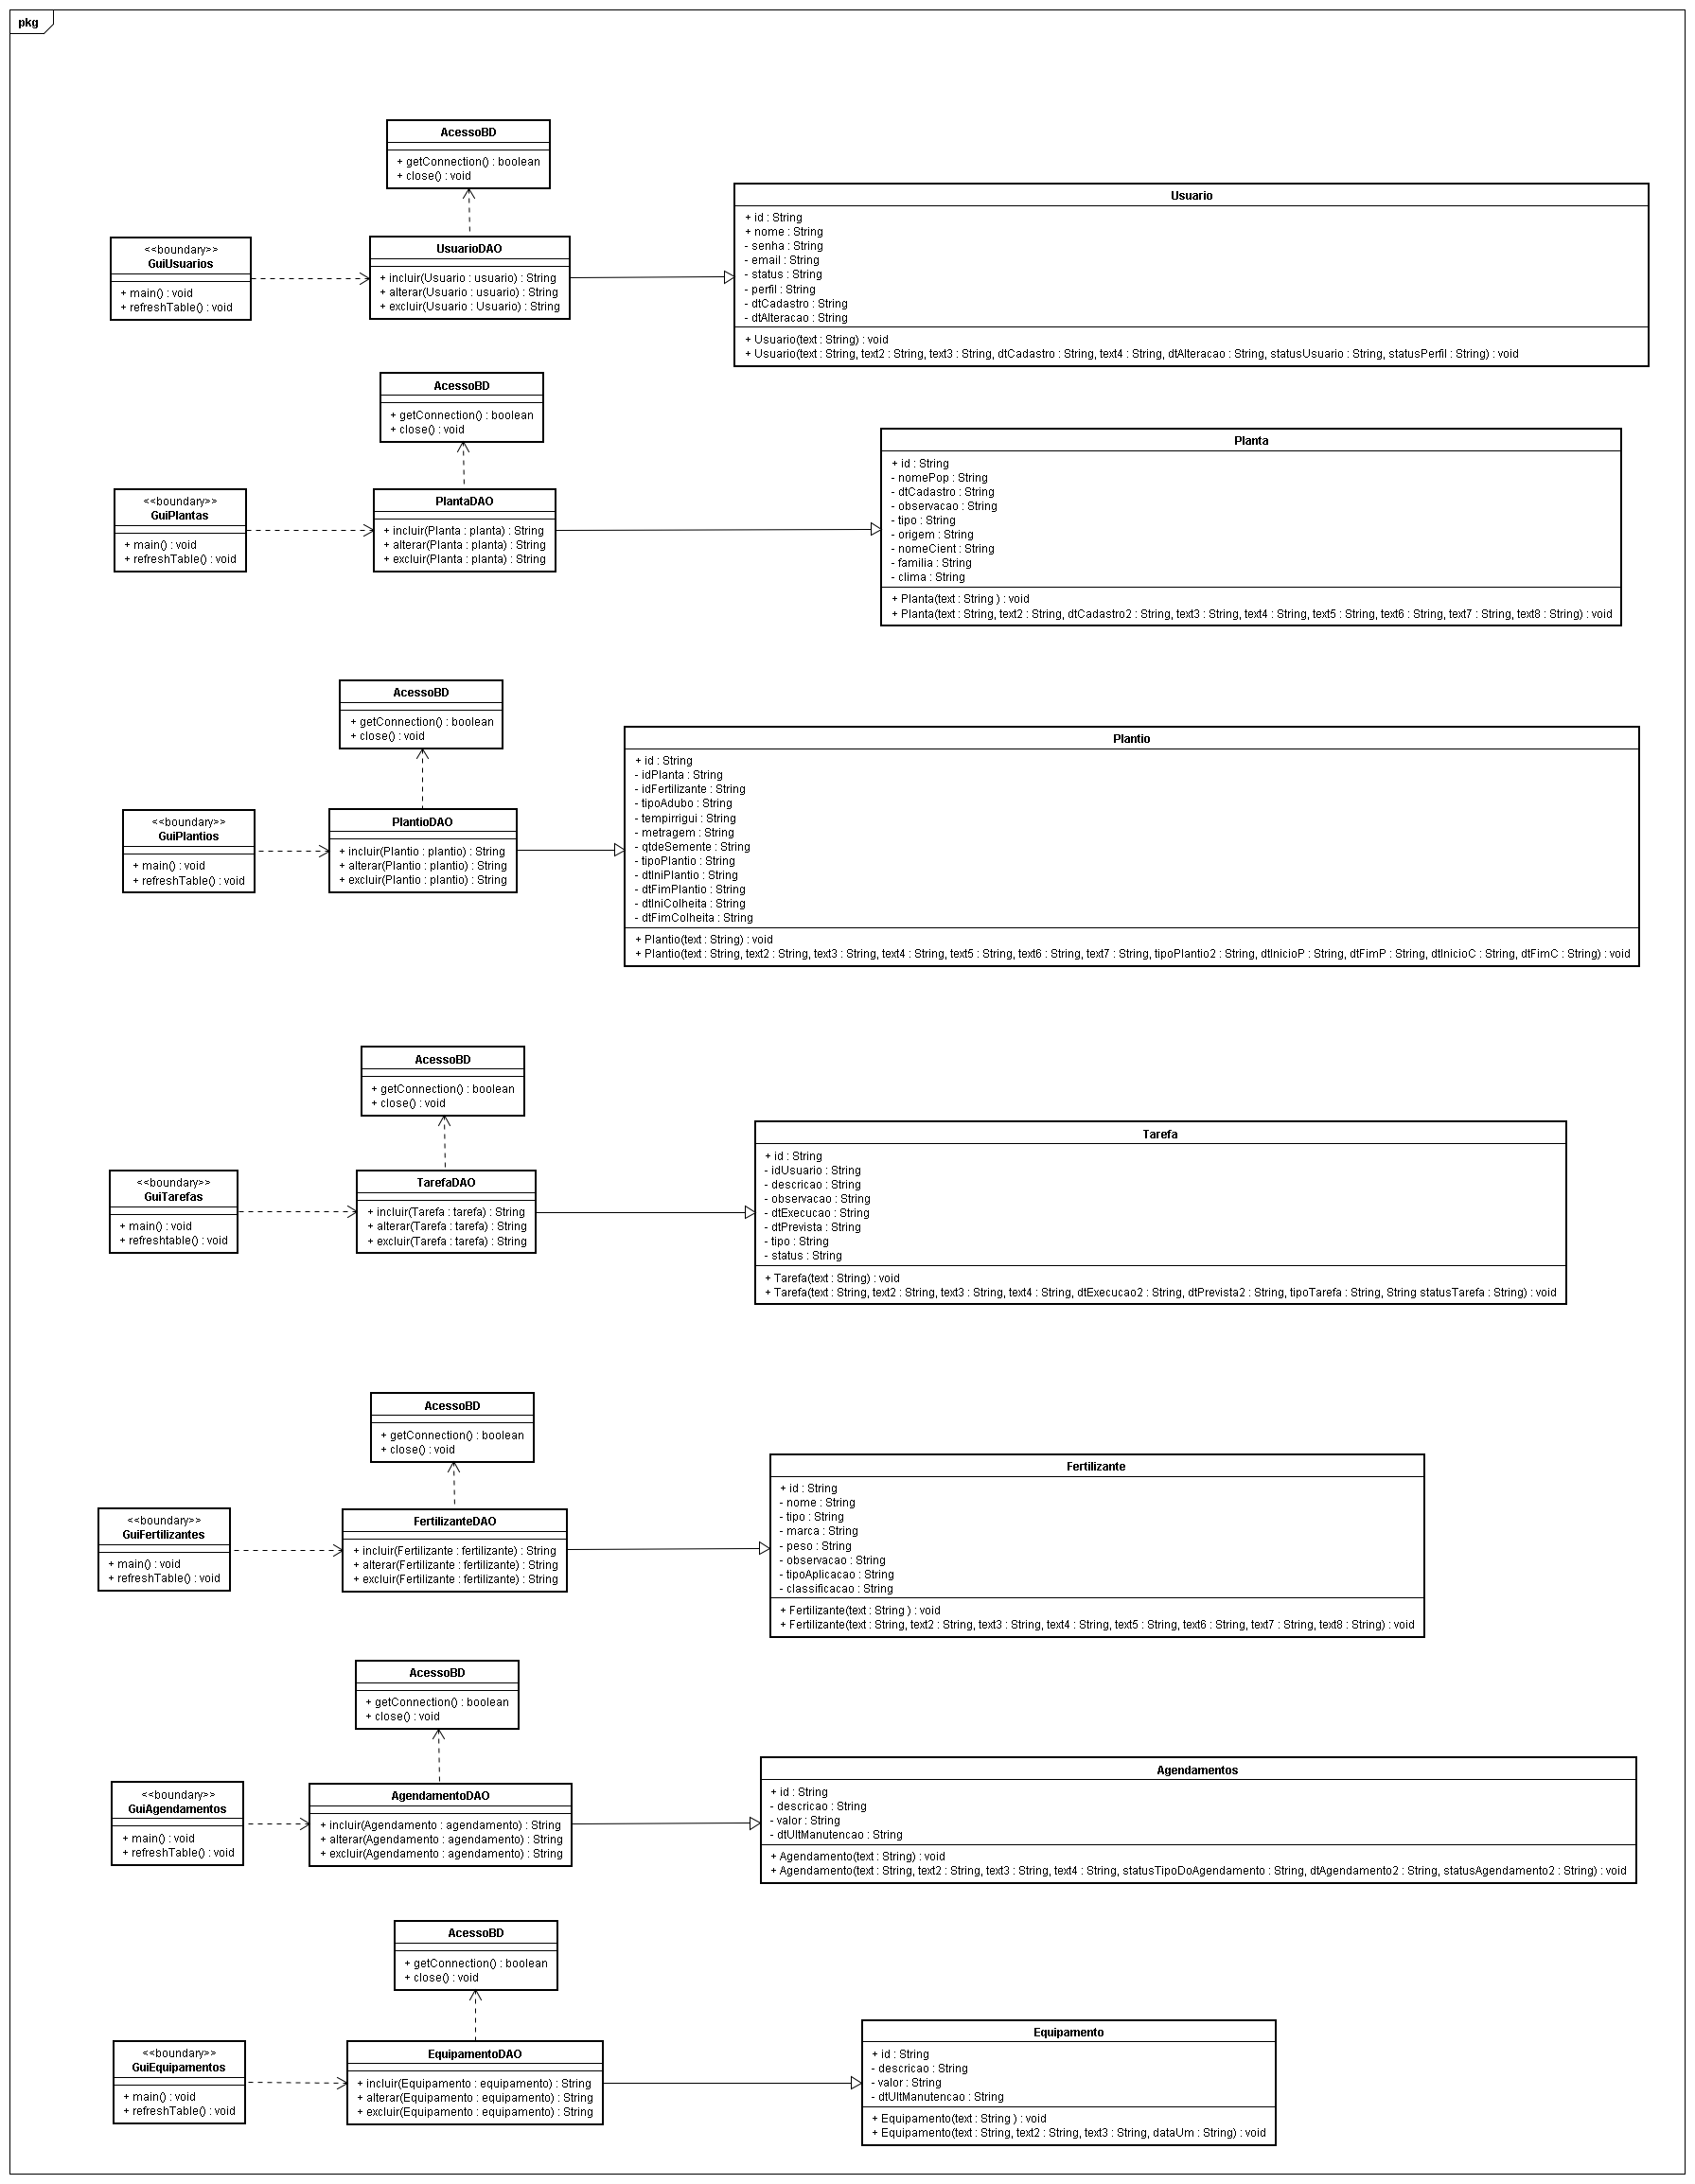 pkg
AcessoBD
+ getConnection() : boolean
+ close() : void
<<boundary>>
GuiUsuarios
+ main() : void
+ refreshTable() : void
UsuarioDAO
+ incluir(Usuario : usuario) : String
+ alterar(Usuario : usuario) : String
+ excluir(Usuario : Usuario) : String
Usuario
+ id : String
+ nome : String
- senha : String
- email : String
- status : String
- perfil : String
- dtCadastro : String
- dtAlteracao : String
+ Usuario(text : String) : void
+ Usuario(text : String, text2 : String, text3 : String, dtCadastro : String, text4 : String, dtAlteracao : String, statusUsuario : String, statusPerfil : String) : void
AcessoBD
+ getConnection() : boolean
+ close() : void
<<boundary>>
GuiPlantas
+ main() : void
+ refreshTable() : void
PlantaDAO
+ incluir(Planta : planta) : String
+ alterar(Planta : planta) : String
+ excluir(Planta : planta) : String
Planta
+ id : String
- nomePop : String
- dtCadastro : String
- observacao : String
- tipo : String
- origem : String
- nomeCient : String
- familia : String
- clima : String
+ Planta(text : String ) : void
+ Planta(text : String, text2 : String, dtCadastro2 : String, text3 : String, text4 : String, text5 : String, text6 : String, text7 : String, text8 : String) : void
AcessoBD
+ getConnection() : boolean
+ close() : void
<<boundary>>
GuiPlantios
+ main() : void
+ refreshTable() : void
PlantioDAO
+ incluir(Plantio : plantio) : String
+ alterar(Plantio : plantio) : String
+ excluir(Plantio : plantio) : String
Plantio
+ id : String
- idPlanta : String
- idFertilizante : String
- tipoAdubo : String
- tempirrigui : String
- metragem : String
- qtdeSemente : String
- tipoPlantio : String
- dtIniPlantio : String
- dtFimPlantio : String
- dtIniColheita : String
- dtFimColheita : String
+ Plantio(text : String) : void
+ Plantio(text : String, text2 : String, text3 : String, text4 : String, text5 : String, text6 : String, text7 : String, tipoPlantio2 : String, dtInicioP : String, dtFimP : String, dtInicioC : String, dtFimC : String) : void
AcessoBD
+ getConnection() : boolean
+ close() : void
<<boundary>>
GuiTarefas
+ main() : void
+ refreshtable() : void
TarefaDAO
+ incluir(Tarefa : tarefa) : String
+ alterar(Tarefa : tarefa) : String
+ excluir(Tarefa : tarefa) : String
Tarefa
+ id : String
- idUsuario : String
- descricao : String
- observacao : String
- dtExecucao : String
- dtPrevista : String
- tipo : String
- status : String
+ Tarefa(text : String) : void
+ Tarefa(text : String, text2 : String, text3 : String, text4 : String, dtExecucao2 : String, dtPrevista2 : String, tipoTarefa : String, String statusTarefa : String) : void
AcessoBD
+ getConnection() : boolean
+ close() : void
<<boundary>>
GuiFertilizantes
+ main() : void
+ refreshTable() : void
FertilizanteDAO
+ incluir(Fertilizante : fertilizante) : String
+ alterar(Fertilizante : fertilizante) : String
+ excluir(Fertilizante : fertilizante) : String
Fertilizante
+ id : String
- nome : String
- tipo : String
- marca : String
- peso : String
- observacao : String
- tipoAplicacao : String
- classificacao : String
+ Fertilizante(text : String ) : void
+ Fertilizante(text : String, text2 : String, text3 : String, text4 : String, text5 : String, text6 : String, text7 : String, text8 : String) : void
AcessoBD
+ getConnection() : boolean
+ close() : void
<<boundary>>
GuiAgendamentos
+ main() : void
+ refreshTable() : void
AgendamentoDAO
+ incluir(Agendamento : agendamento) : String
+ alterar(Agendamento : agendamento) : String
+ excluir(Agendamento : agendamento) : String
Agendamentos
+ id : String
- descricao : String
- valor : String
- dtUltManutencao : String
+ Agendamento(text : String) : void
+ Agendamento(text : String, text2 : String, text3 : String, text4 : String, statusTipoDoAgendamento : String, dtAgendamento2 : String, statusAgendamento2 : String) : void
AcessoBD
+ getConnection() : boolean
+ close() : void
<<boundary>>
GuiEquipamentos
+ main() : void
+ refreshTable() : void
EquipamentoDAO
+ incluir(Equipamento : equipamento) : String
+ alterar(Equipamento : equipamento) : String
+ excluir(Equipamento : equipamento) : String
Equipamento
+ id : String
- descricao : String
- valor : String
- dtUltManutencao : String
+ Equipamento(text : String ) : void
+ Equipamento(text : String, text2 : String, text3 : String, dataUm : String) : void